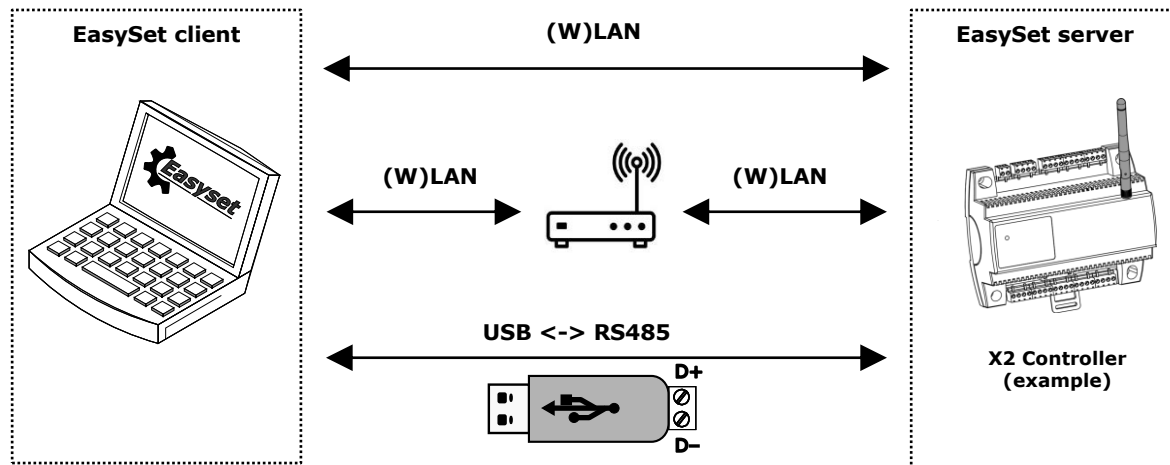 EasySet client
(W)LAN
EasySet server
Easyset
(W)LAN
(W)LAN
USB <-> RS485
D+
D−
X2 Controller
(example)